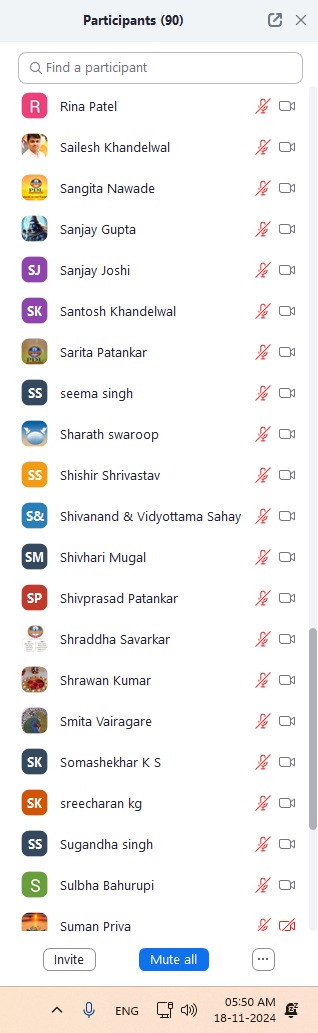 Participants (90)
Find a participant
R Rina Patel
Sailesh Khandelwal
Sangita Nawade
Sanjay Gupta
SJ Sanjay Joshi
SK Santosh Khandelwal
Sarita Patankar
SS seema singh
Sharath swaroop
SS Shishir Shrivastav
S& Shivanand & Vidyottama Sahay
SM Shivhari Mugal
SP Shivprasad Patankar
Shraddha Savarkar
Shrawan Kumar
Smita Vairagare
SK Somashekhar K S
SK sreecharan kg
SS Sugandha singh
S Sulbha Bahurupi
Suman Priya
Invite Mute all ...
ENG 05:50 AM
18-11-2024